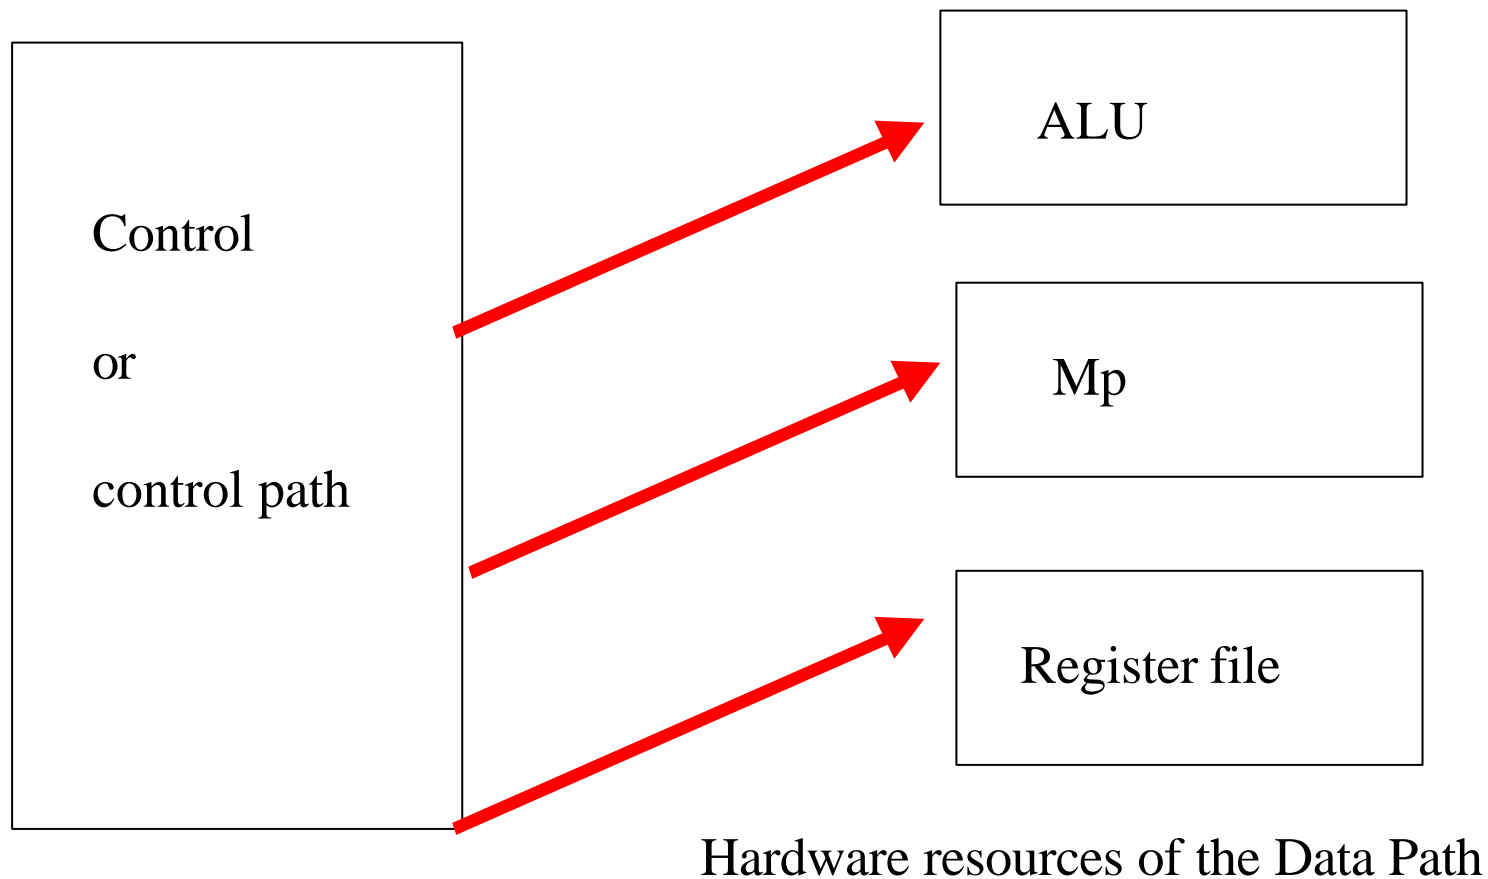 Control
or
control path
ALU
Mp
Register file
Hardware resources of the Data Path